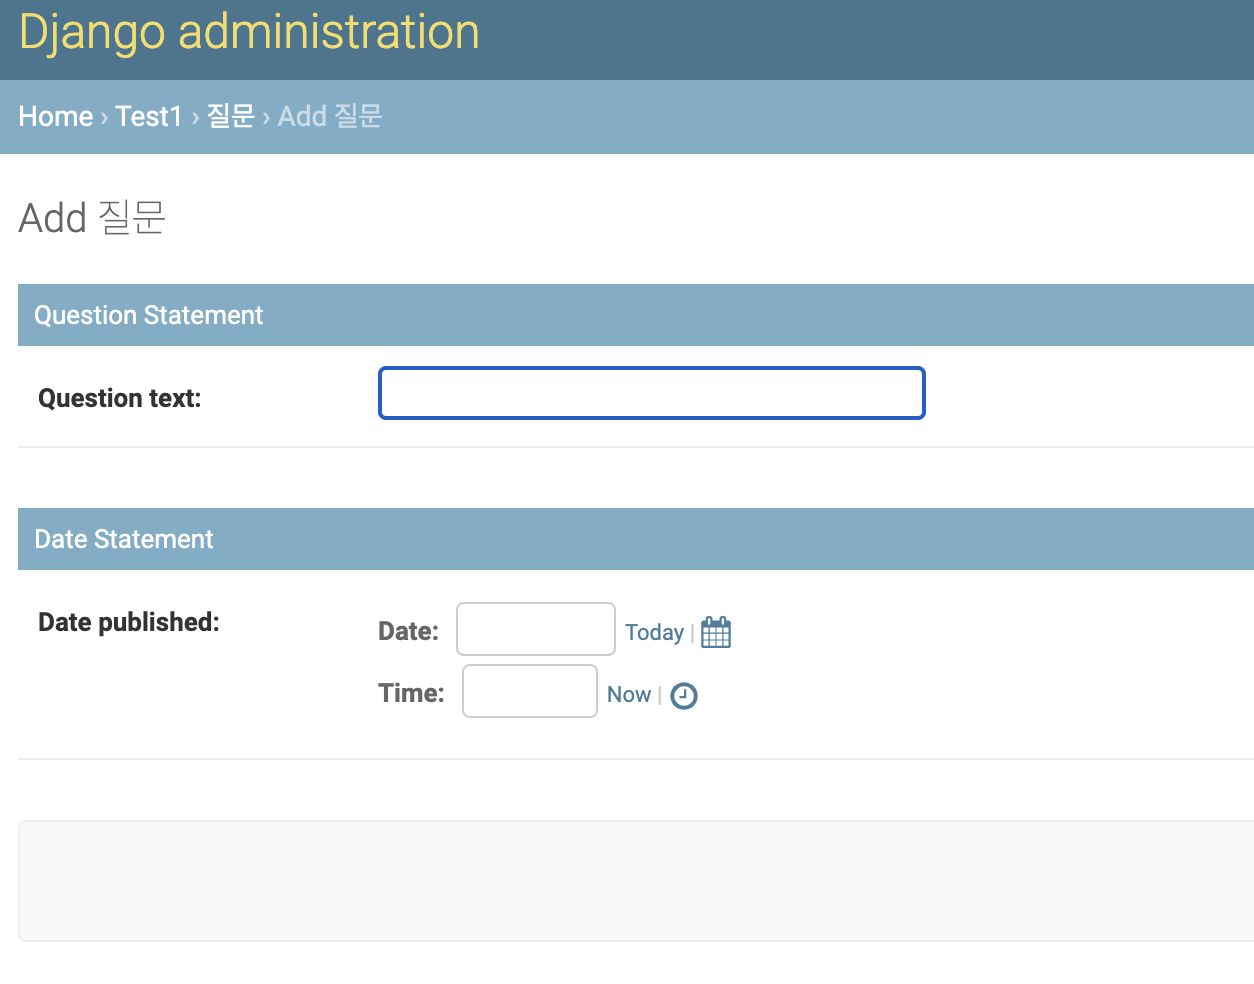 Django administration
Home › Test1 › 질문 › Add 질문
Add 질문
Question Statement
Question text:
Date Statement
Date published:
Date: Today |
Time: Now |